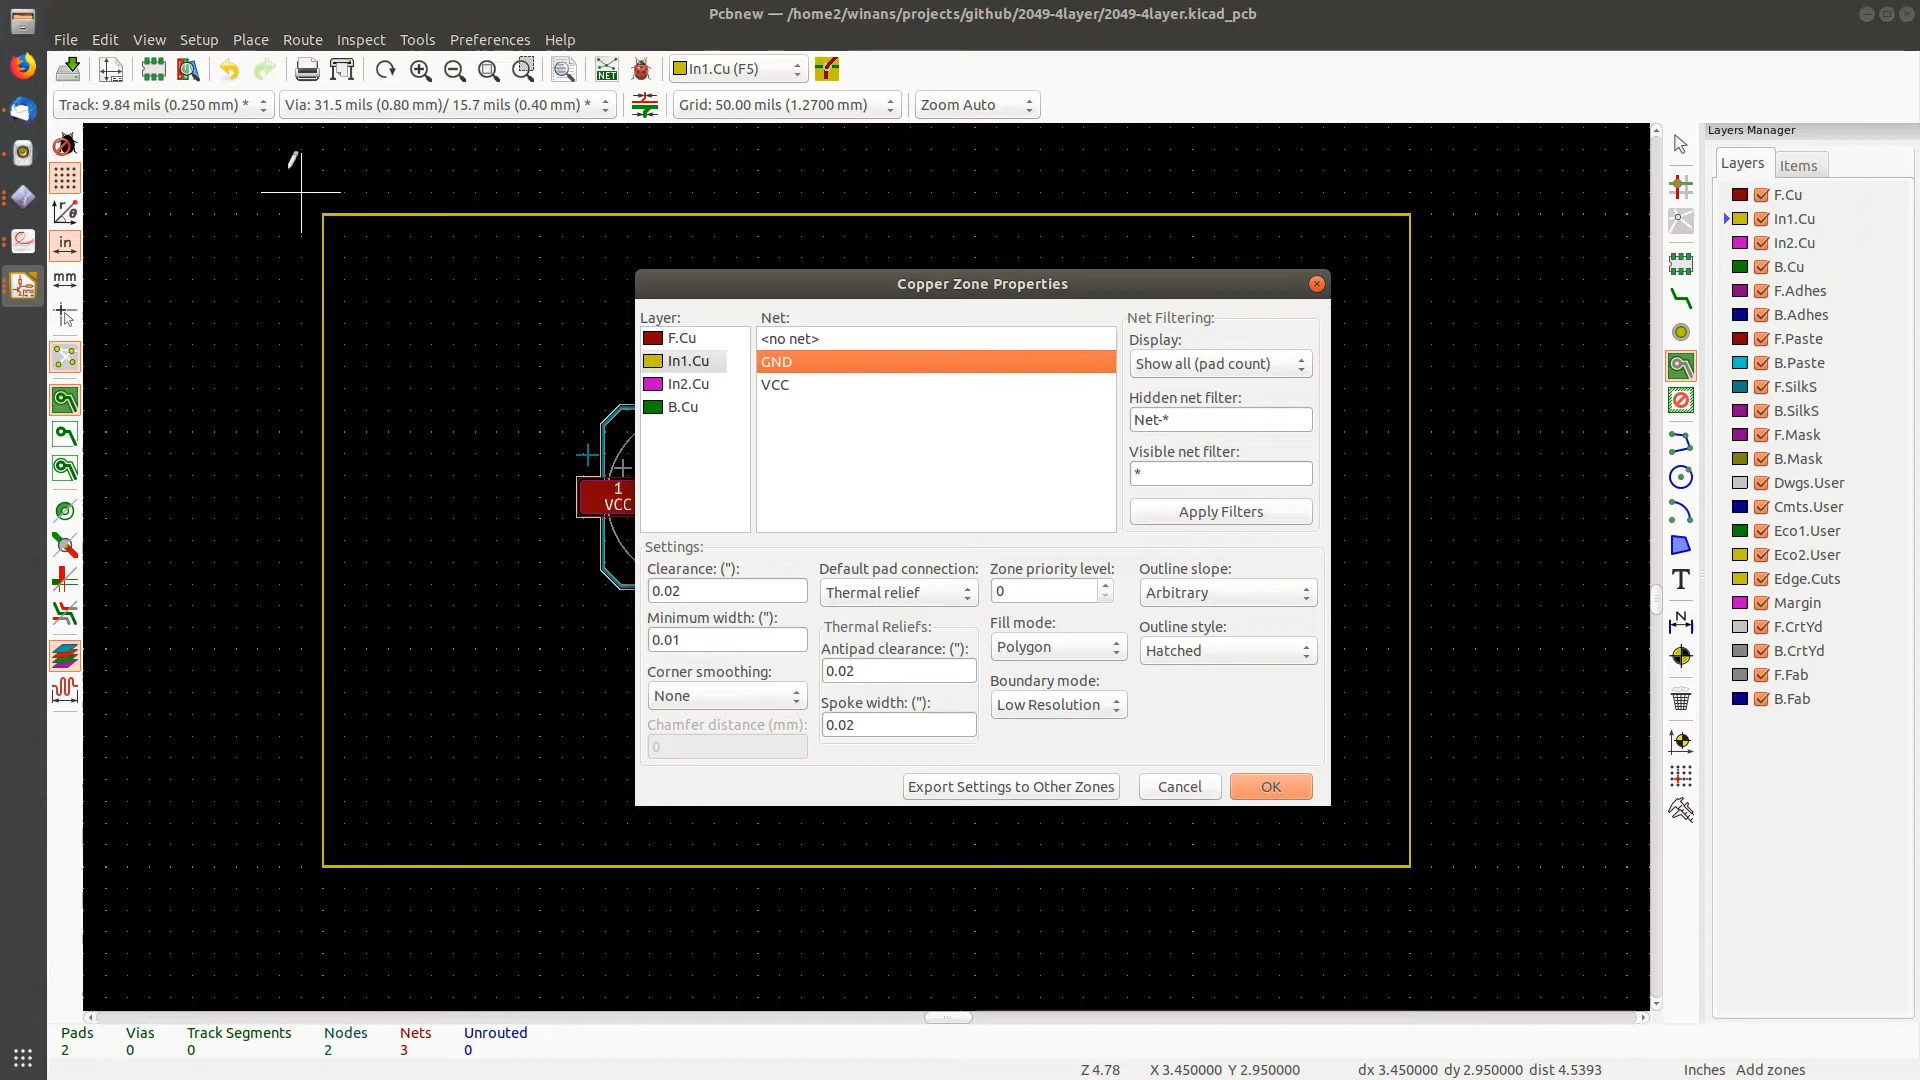 Pcbnew — /home2/winans/projects/github/2049-4layer/2049-4layer.kicad_pcb
File Edit View Setup Place Route Inspect Tools Preferences Help
NET
In1.Cu (F5)
Track: 9.84 mils (0.250 mm) *
Via: 31.5 mils (0.80 mm)/ 15.7 mils (0.40 mm) *
Grid: 50.00 mils (1.2700 mm)
Zoom Auto
in
mm
1
VCC
Copper Zone Properties
Layer:
F.Cu
In1.Cu
In2.Cu
B.Cu
Net:
<no net>
GND
VCC
Net Filtering:
Display:
Show all (pad count)
Hidden net filter:
Net-*
Visible net filter:
*
Apply Filters
Settings:
Clearance: ("):
0.02
Minimum width: ("):
0.01
Corner smoothing:
None
Chamfer distance (mm):
0
Default pad connection:
Thermal relief
Thermal Reliefs:
Antipad clearance: ("):
0.02
Spoke width: ("):
0.02
Zone priority level:
0
Fill mode:
Polygon
Boundary mode:
Low Resolution
Outline slope:
Arbitrary
Outline style:
Hatched
Export Settings to Other Zones
Cancel
OK
T
N
Layers Manager
Layers
Items
F.Cu
In1.Cu
In2.Cu
B.Cu
F.Adhes
B.Adhes
F.Paste
B.Paste
F.SilkS
B.SilkS
F.Mask
B.Mask
Dwgs.User
Cmts.User
Eco1.User
Eco2.User
Edge.Cuts
Margin
F.CrtYd
B.CrtYd
F.Fab
B.Fab
Pads Vias Track Segments Nodes Nets Unrouted
2 0 0 2 3 0
Z 4.78 X 3.450000 Y 2.950000 dx 3.450000 dy 2.950000 dist 4.5393 Inches Add zones